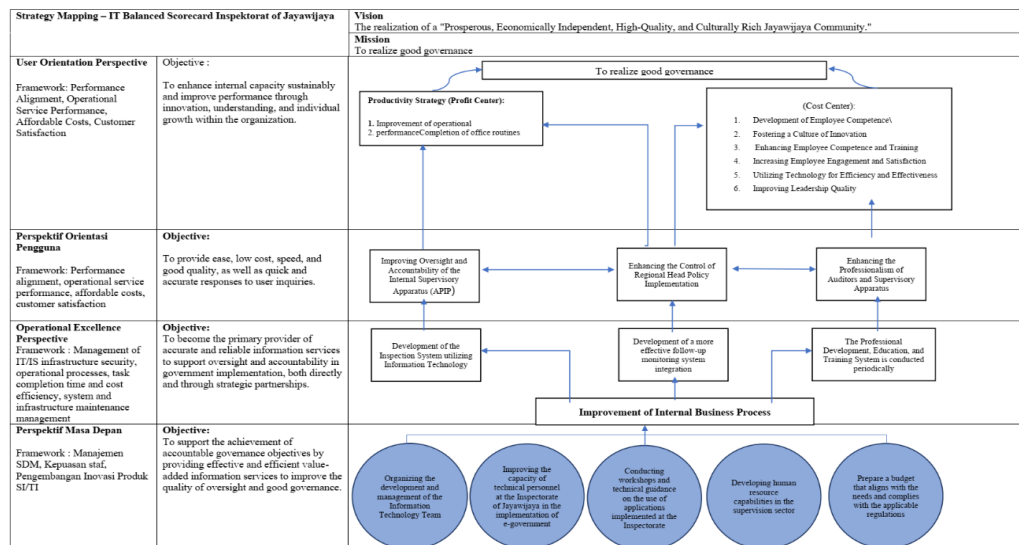 Strategy Mapping – IT Balanced Scorecard Inspektorat of Jayawijaya
Vision
The realization of a "Prosperous, Economically Independent, High-Quality, and Culturally Rich Jayawijaya Community."
Mission
To realize good governance
User Orientation Perspective
Framework: Performance
Alignment, Operational
Service Performance,
Affordable Costs, Customer
Satisfaction
Objective :
To enhance internal capacity sustainably
and improve performance through
innovation, understanding, and individual
growth within the organization.
To realize good governance
Productivity Strategy (Profit Center):
1. Improvement of operational
2. performanceCompletion of office routines
(Cost Center):
1. Development of Employee Competence\
2. Fostering a Culture of Innovation
3. Enhancing Employee Competence and Training
4. Increasing Employee Engagement and Satisfaction
5. Utilizing Technology for Efficiency and Effectiveness
6. Improving Leadership Quality
Perspektif Orientasi
Pengguna
Framework: Performance
alignment, operational service
performance, affordable costs,
customer satisfaction
Objective:
To provide ease, low cost, speed, and
good quality, as well as quick and
accurate responses to user inquiries.
Improving Oversight and
Accountability of the
Internal Supervisory
Apparatus (APIP)
Enhancing the Control of
Regional Head Policy
Implementation
Enhancing the
Professionalism of
Auditors and Supervisory
Apparatus
Operational Excellence
Perspective
Framework : Management of
IT/IS infrastructure security,
operational processes, task
completion time and cost
efficiency, system and
infrastructure maintenance
management
Objective:
To become the primary provider of
accurate and reliable information services
to support oversight and accountability in
government implementation, both directly
and through strategic partnerships.
Development of the
Inspection System utilizing
Information Technology
Development of a more
effective follow-up
monitoring system
integration
The Professional
Development, Education, and
Training System is conducted
periodically
Improvement of Internal Business Process
Perspektif Masa Depan
Framework : Manajemen
SDM, Kepuasan staf,
Pengembangan Inovasi Produk
SI/TI
Objective:
To support the achievement of
accountable governance objectives by
providing effective and efficient value-
added information services to improve the
quality of oversight and good governance.
Organizing the
development and
management of the
Information
Technology Team
Improving the
capacity of
technical personnel
at the Inspectorate
of Jayawijaya in the
implementation of
e-government
Conducting
workshops and
technical guidance
on the use of
applications
implemented at the
Inspectorate
Developing human
resource
capabilities in the
supervision sector
Prepare a budget
that aligns with the
needs and complies
with the applicable
regulations